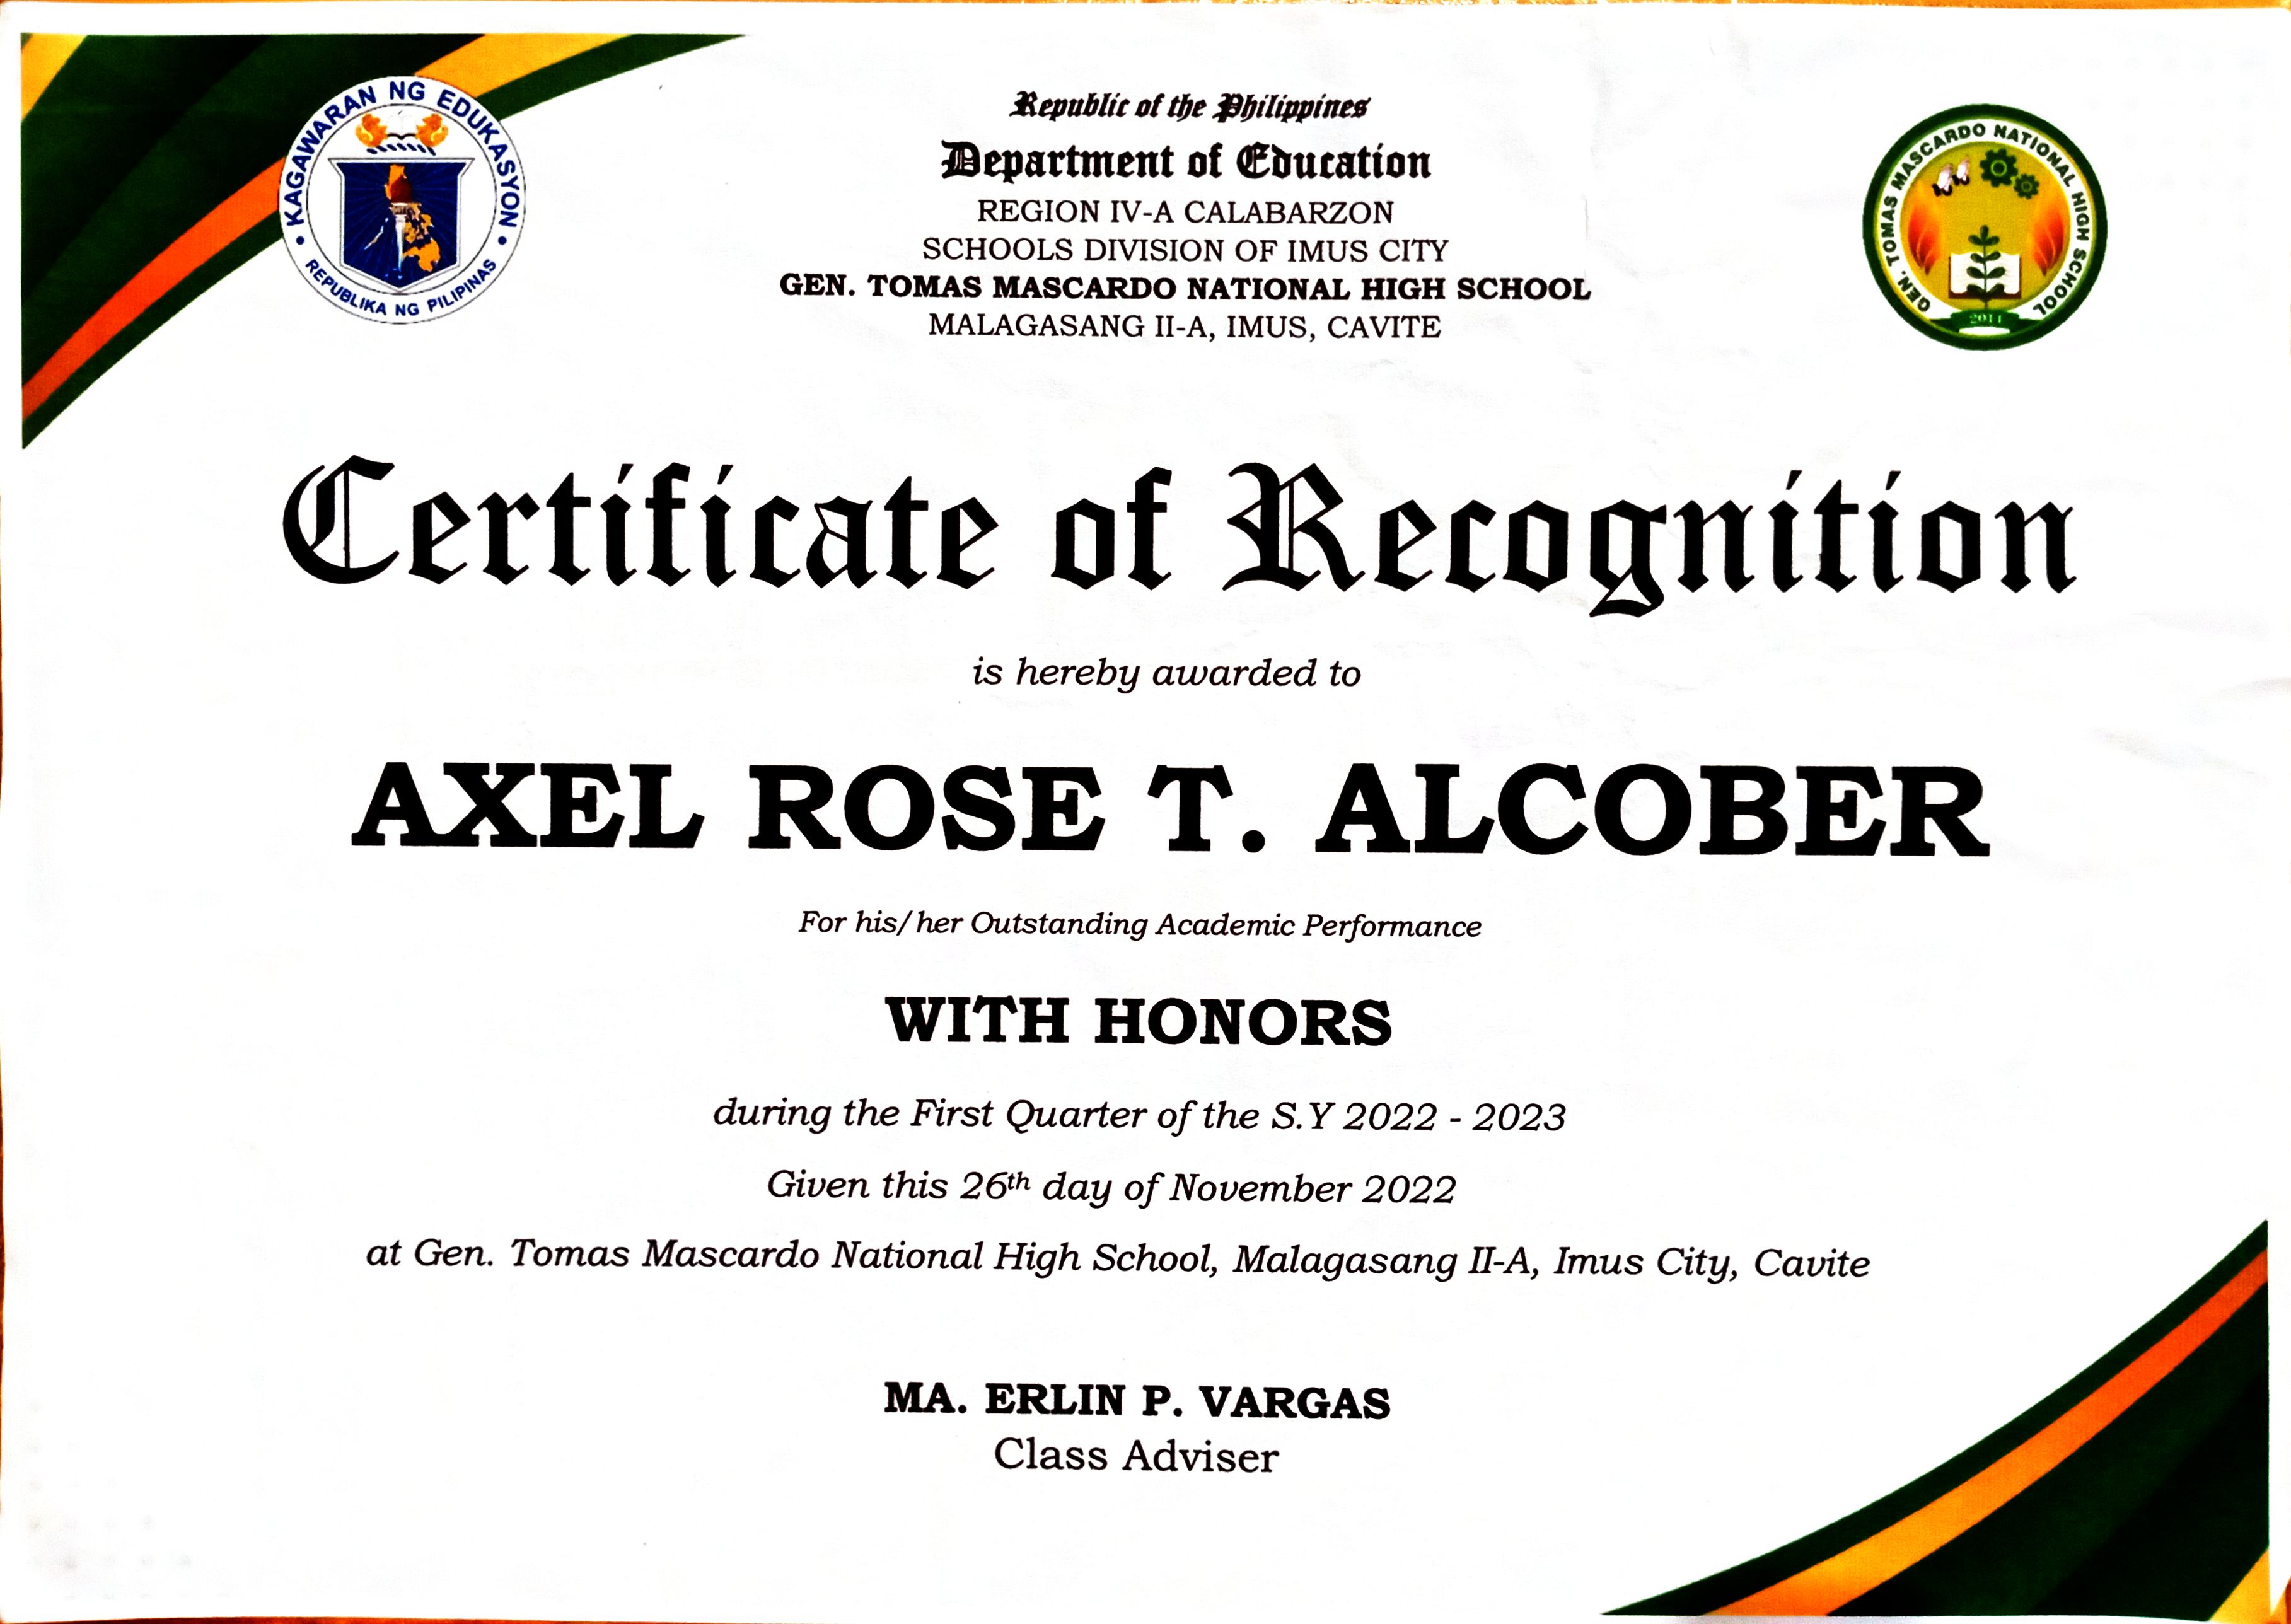 KAGAWARAN NG EDUKASYON
REPUBLIKA NG PILIPINAS
Republic of the Philippines
Department of Education
REGION IV-A CALABARZON
SCHOOLS DIVISION OF IMUS CITY
GEN. TOMAS MASCARDO NATIONAL HIGH SCHOOL
MALAGASANG II-A, IMUS, CAVITE
GEN. TOMAS MASCARDO NATIONAL HIGH SCHOOL
2014
Certificate of Recognition
is hereby awarded to
AXEL ROSE T. ALCOBER
For his/her Outstanding Academic Performance
WITH HONORS
during the First Quarter of the S.Y 2022 - 2023
Given this 26th day of November 2022
at Gen. Tomas Mascardo National High School, Malagasang II-A, Imus City, Cavite
MA. ERLIN P. VARGAS
Class Adviser